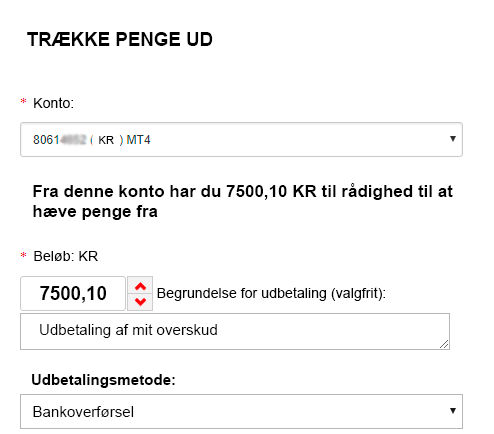 TRÆKKE PENGE UD
* Konto:
8061 ( KR ) MT4
Fra denne konto har du 7500,10 KR til rådighed til at
hæve penge fra
* Beløb: KR
7500,10 Begrundelse for udbetaling (valgfrit):
Udbetaling af mit overskud
Udbetalingsmetode:
Bankoverførsel